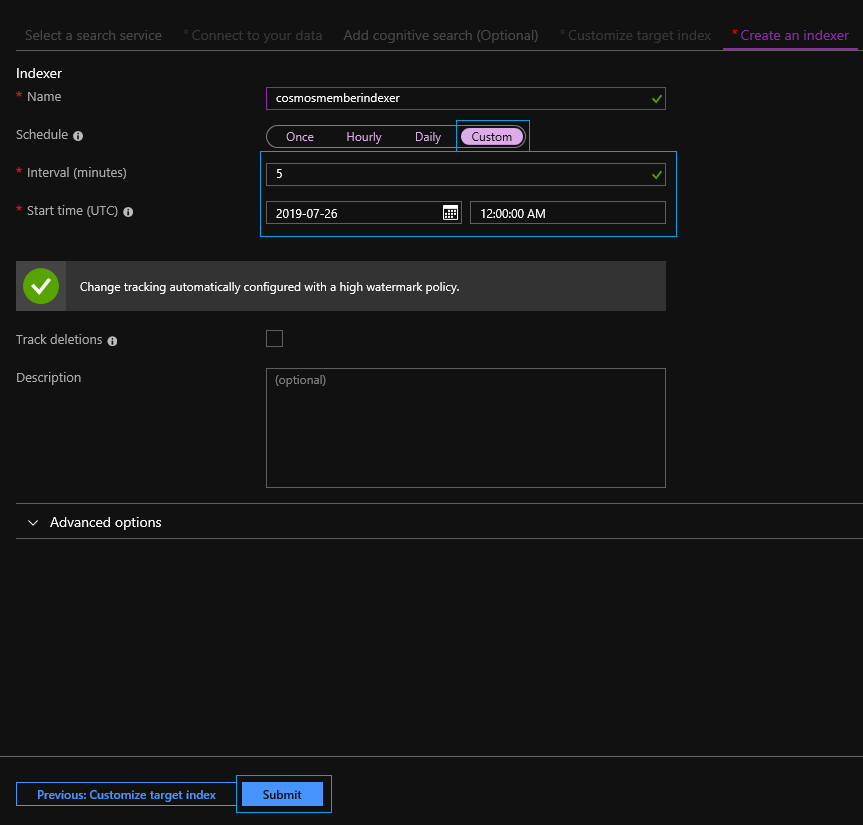 Select a search service * Connect to your data Add cognitive search (Optional) * Customize target index * Create an indexer
Indexer
* Name cosmosmemberindexer
Schedule Once Hourly Daily Custom
* Interval (minutes) 5
* Start time (UTC) 2019-07-26 12:00:00 AM
Change tracking automatically configured with a high watermark policy.
Track deletions
Description (optional)
Advanced options
Previous: Customize target index Submit